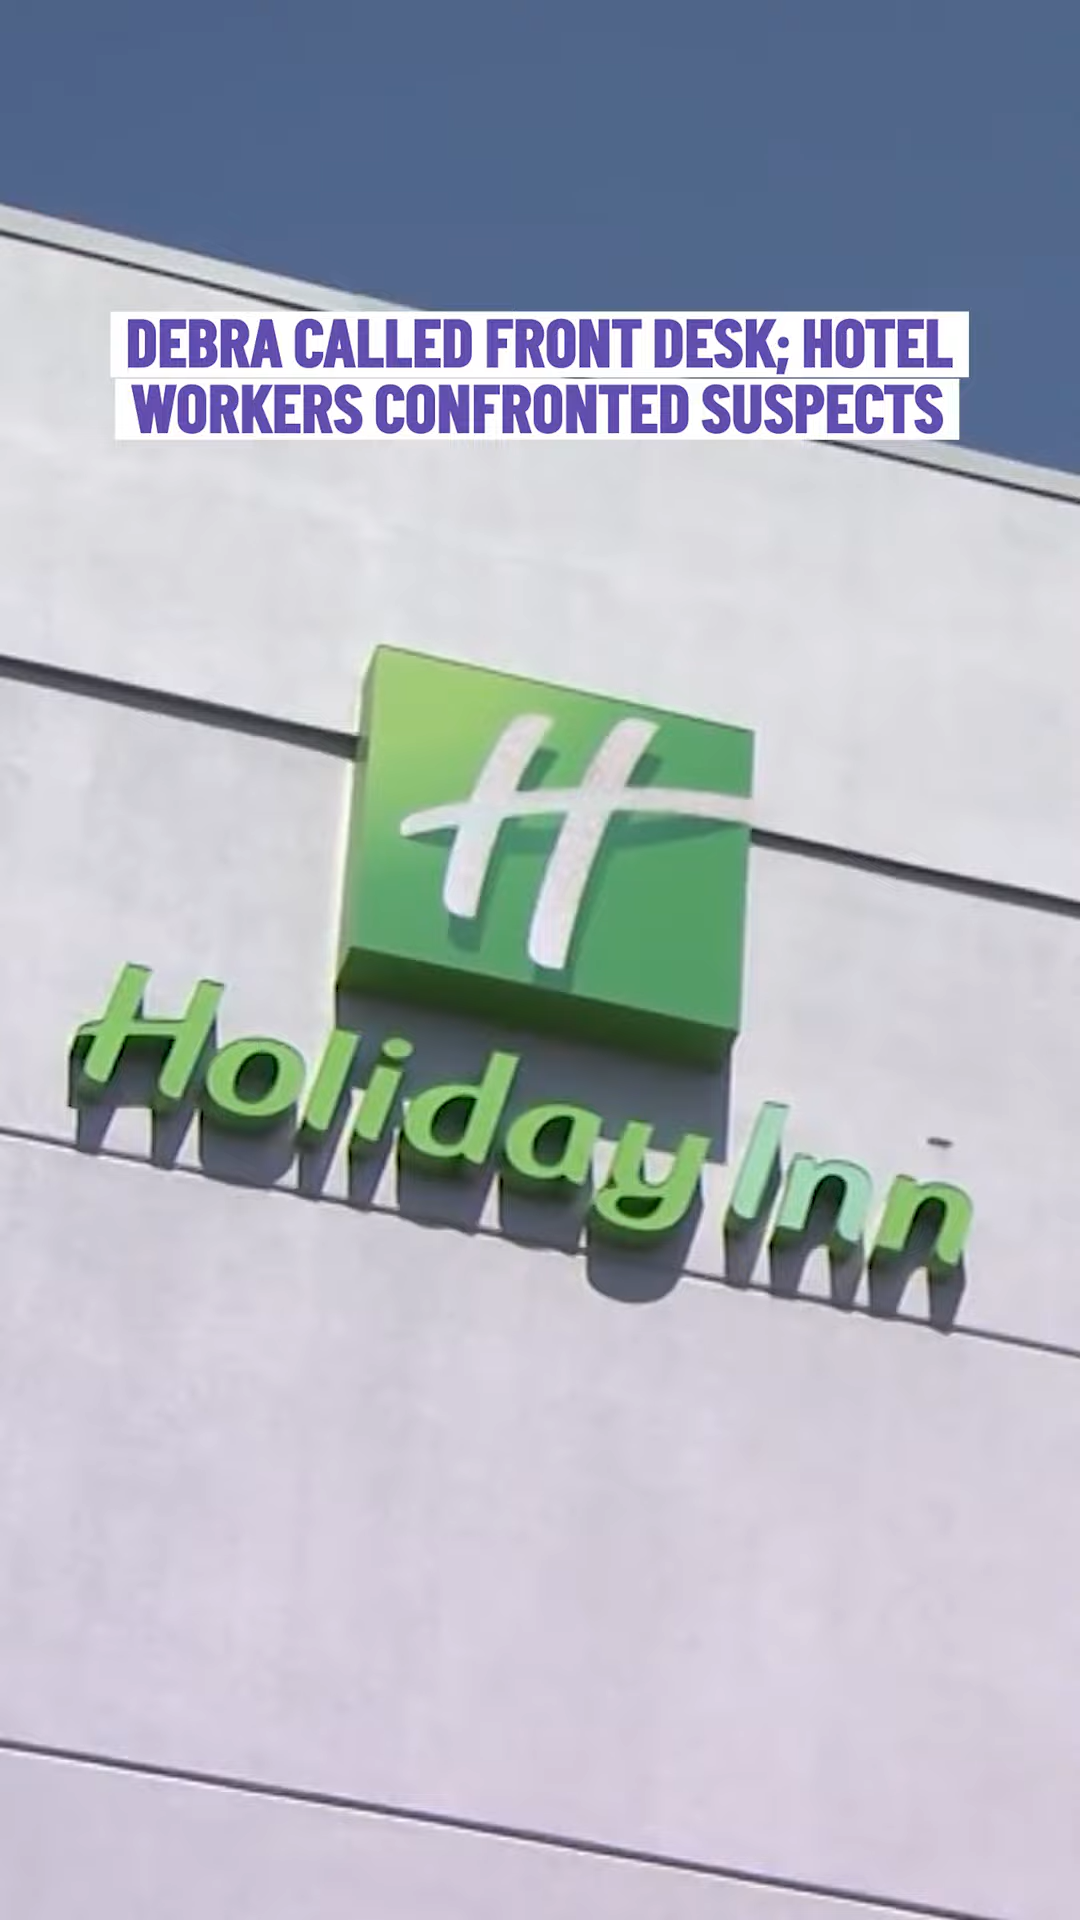 DEBRA CALLED FRONT DESK; HOTEL
WORKERS CONFRONTED SUSPECTS
H
Holiday Inn